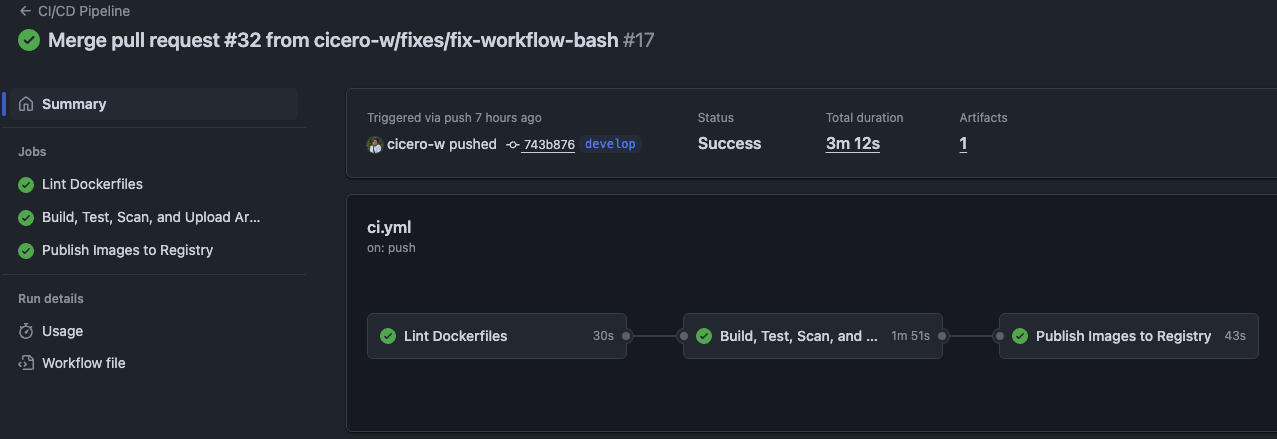 CI/CD Pipeline
Merge pull request #32 from cicero-w/fixes/fix-workflow-bash #17
Summary
Jobs
Lint Dockerfiles
Build, Test, Scan, and Upload Ar...
Publish Images to Registry
Run details
Usage
Workflow file
Triggered via push 7 hours ago
cicero-w pushed 743b876 develop
Status
Success
Total duration
3m 12s
Artifacts
1
ci.yml
on: push
Lint Dockerfiles 30s
Build, Test, Scan, and ... 1m 51s
Publish Images to Registry 43s